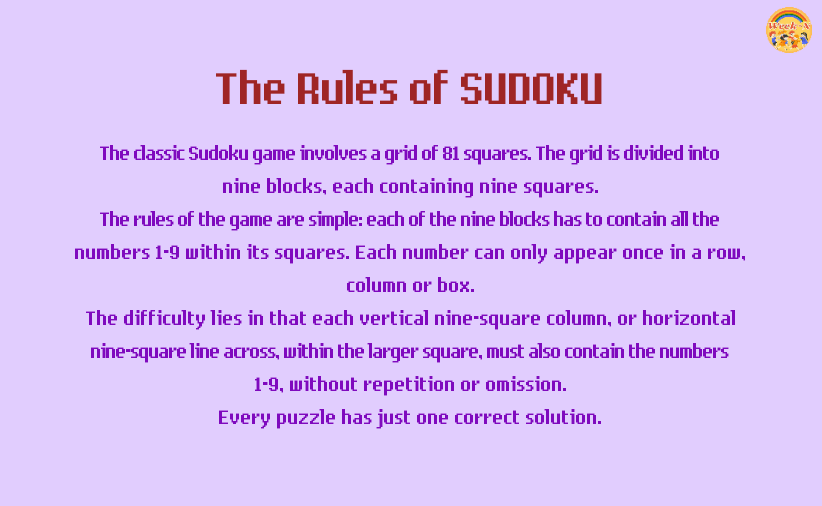 Week-A
The Rules of SUDOKU
The classic Sudoku game involves a grid of 81 squares. The grid is divided into
nine blocks, each containing nine squares.
The rules of the game are simple: each of the nine blocks has to contain all the
numbers 1-9 within its squares. Each number can only appear once in a row,
column or box.
The difficulty lies in that each vertical nine-square column, or horizontal
nine-square line across, within the larger square, must also contain the numbers
1-9, without repetition or omission.
Every puzzle has just one correct solution.